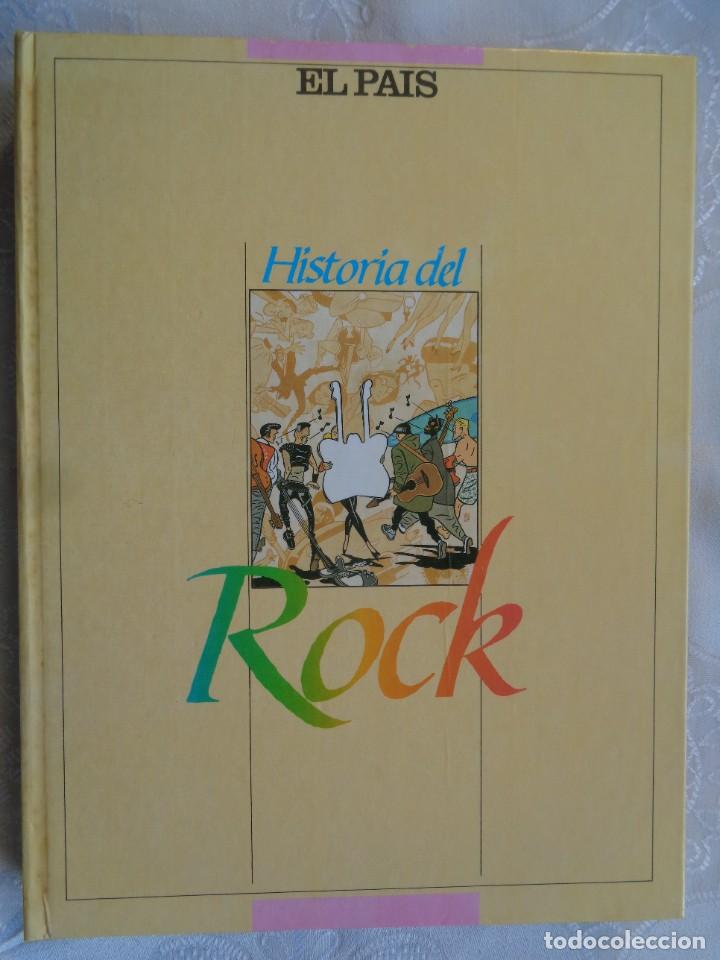 EL PAIS
Historia del
Rock
todocoleccion